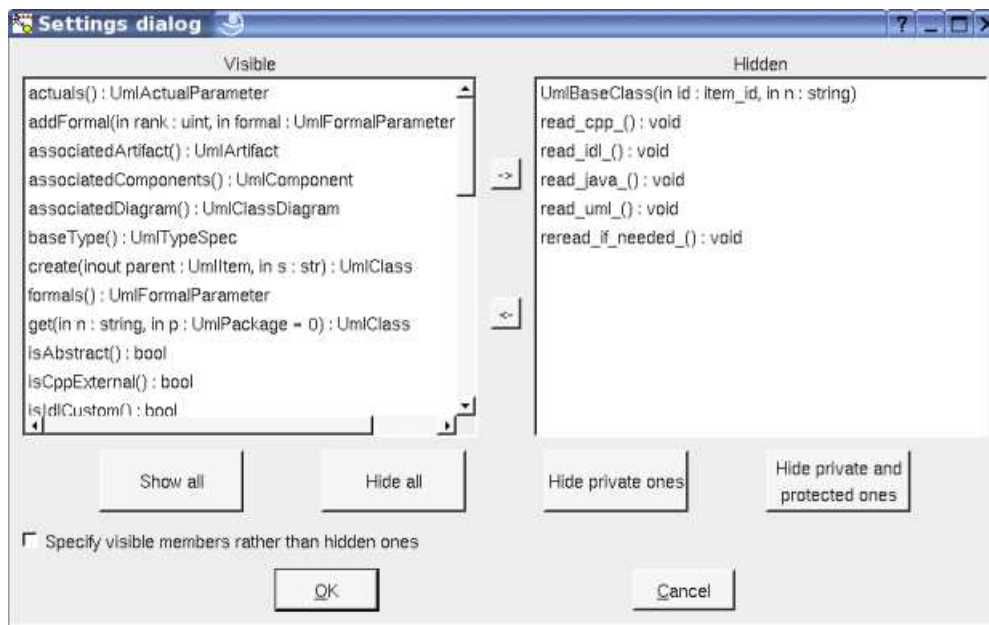 Settings dialog
?
Visible
Hidden
actuals() : UmlActualParameter
addFormal(in rank : uint, in formal : UmlFormalParameter
associatedArtifact() : UmlArtifact
associatedComponents() : UmlComponent
associatedDiagram() : UmlClassDiagram
baseType() : UmlTypeSpec
create(inout parent : UmlItem, in s : str) : UmlClass
formals() : UmlFormalParameter
get(in n : string, in p : UmlPackage = 0) : UmlClass
isAbstract() : bool
isCppExternal() : bool
isIdlCustom() : bool
->
<-
UmlBaseClass(in id : item_id, in n : string)
read_cpp_() : void
read_idl_() : void
read_java_() : void
read_uml_() : void
reread_if_needed_() : void
Show all
Hide all
Hide private ones
Hide private and
protected ones
Specify visible members rather than hidden ones
OK
Cancel